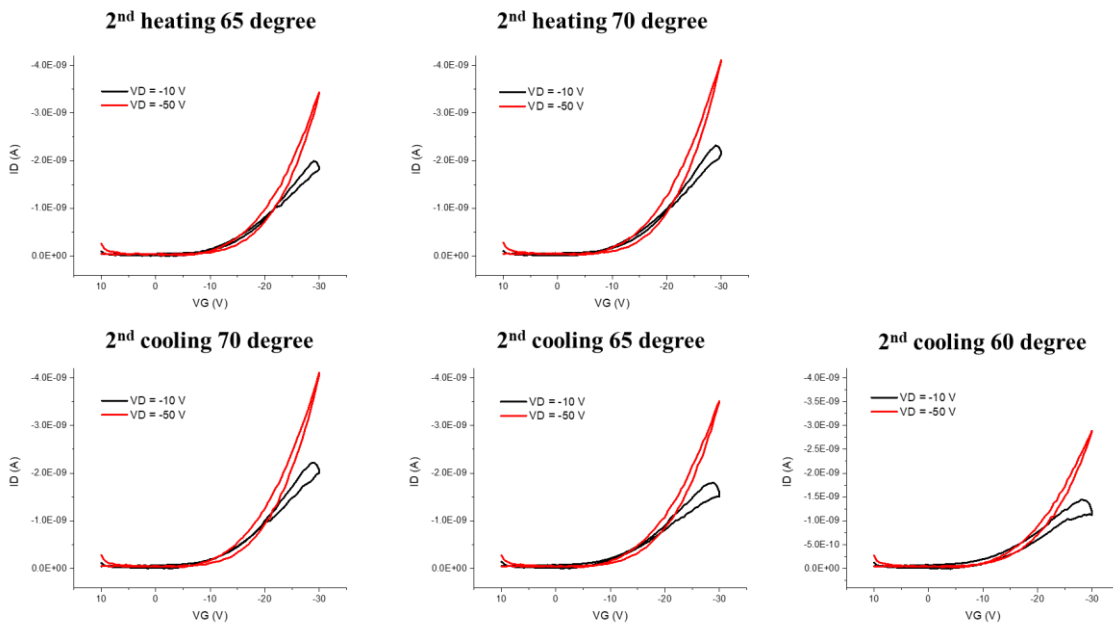 2nd heating 65 degree
2nd heating 70 degree
-4.0E-09
-3.0E-09
-2.0E-09
-1.0E-09
0.0E+00
ID (A)
VD = -10 V
VD = -50 V
10
0
-10
-20
-30
VG (V)
-4.0E-09
-3.0E-09
-2.0E-09
-1.0E-09
0.0E+00
ID (A)
VD = -10 V
VD = -50 V
10
0
-10
-20
-30
VG (V)
2nd cooling 70 degree
2nd cooling 65 degree
2nd cooling 60 degree
-4.0E-09
-3.0E-09
-2.0E-09
-1.0E-09
0.0E+00
ID (A)
VD = -10 V
VD = -50 V
10
0
-10
-20
-30
VG (V)
-4.0E-09
-3.0E-09
-2.0E-09
-1.0E-09
0.0E+00
ID (A)
VD = -10 V
VD = -50 V
10
0
-10
-20
-30
VG (V)
-4.0E-09
-3.0E-09
-2.5E-09
-2.0E-09
-1.5E-09
-1.0E-09
-5.0E-10
0.0E+00
ID (A)
VD = -10 V
VD = -50 V
10
0
-10
-20
-30
VG (V)